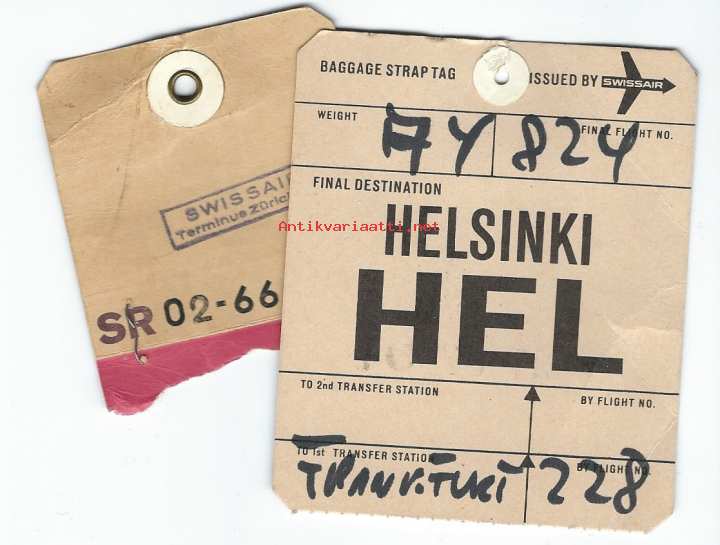 SWISSAIR
Terminus Zürich
SR 02-66
BAGGAGE STRAP TAG
ISSUED BY SWISSAIR
WEIGHT
FINAL FLIGHT NO.
AY 824
FINAL DESTINATION
Antikvariaatti.net
HELSINKI
HEL
TO 2nd TRANSFER STATION
BY FLIGHT NO.
TO 1st TRANSFER STATION
BY FLIGHT NO.
228